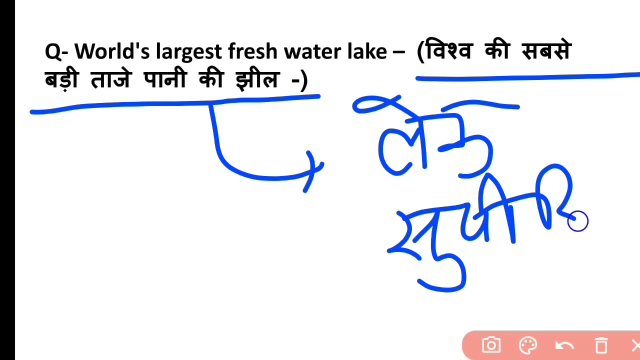 Q- World's largest fresh water lake – (विश्व की सबसे
बड़ी ताजे पानी की झील -)
लेक